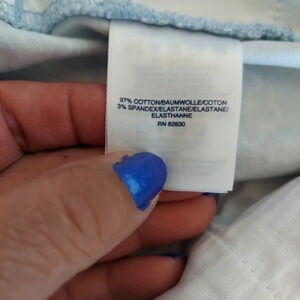 97% COTTON/BAUMWOLLE/COTON
3% SPANDEX/ELASTANE/ELASTANE/
ELASTHANNE
RN 62830